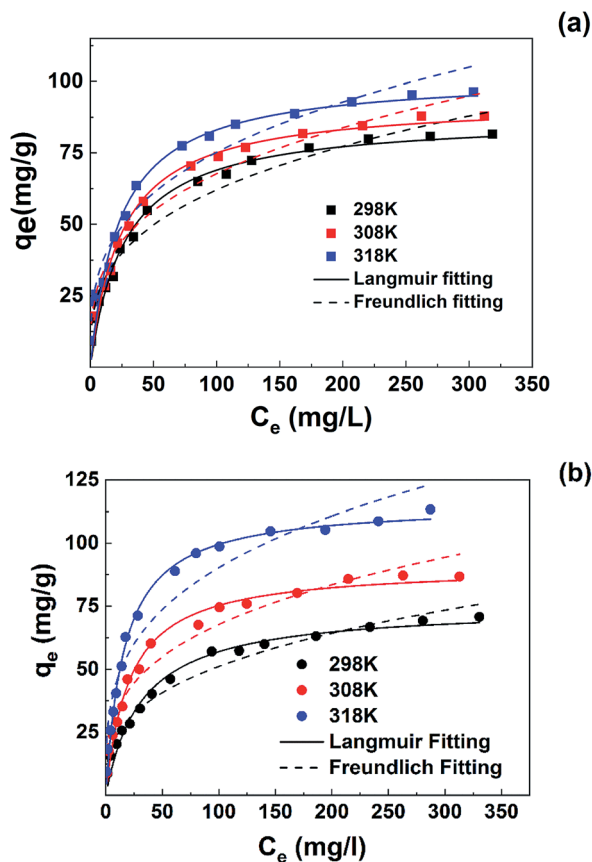 (a)
qe(mg/g)
100
75
50
25
298K
308K
318K
Langmuir fitting
Freundlich fitting
0 50 100 150 200 250 300 350
Ce (mg/L)
(b)
qe (mg/g)
125
100
75
50
25
298K
308K
318K
Langmuir Fitting
Freundlich Fitting
0 50 100 150 200 250 300 350
Ce (mg/l)